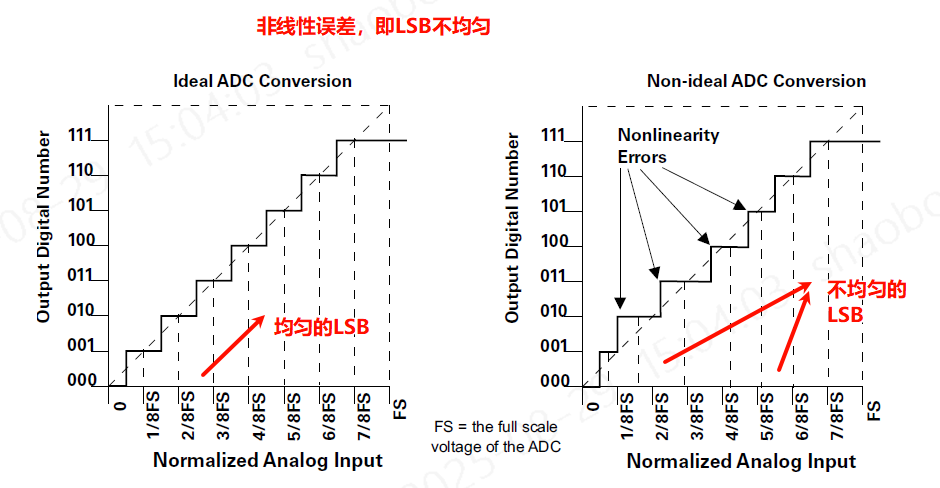 非线性误差，即LSB不均匀
Ideal ADC Conversion
Output Digital Number
111
110
101
100
011
010
001
000
0
1/8FS
2/8FS
3/8FS
4/8FS
5/8FS
6/8FS
7/8FS
FS
Normalized Analog Input
均匀的LSB
FS = the full scale
voltage of the ADC
Non-ideal ADC Conversion
Output Digital Number
111
110
101
100
011
010
001
000
Nonlinearity
Errors
不均匀的
LSB
0
1/8FS
2/8FS
3/8FS
4/8FS
5/8FS
6/8FS
7/8FS
FS
Normalized Analog Input